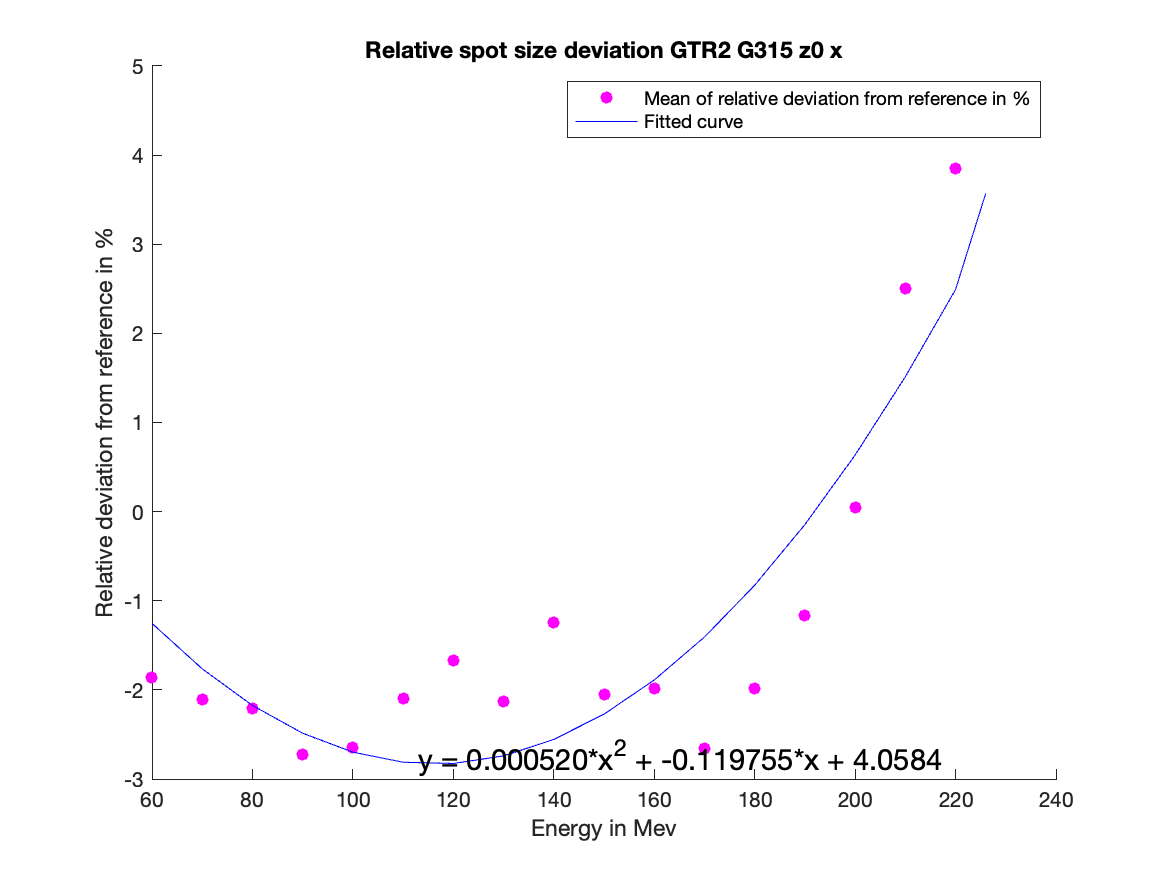 Relative spot size deviation GTR2 G315 z0 x
5
Mean of relative deviation from reference in %
Fitted curve
4
3
2
1
0
-1
-2
-3
Relative deviation from reference in %
y = 0.000520*x^2 + -0.119755*x + 4.0584
60 80 100 120 140 160 180 200 220 240
Energy in Mev